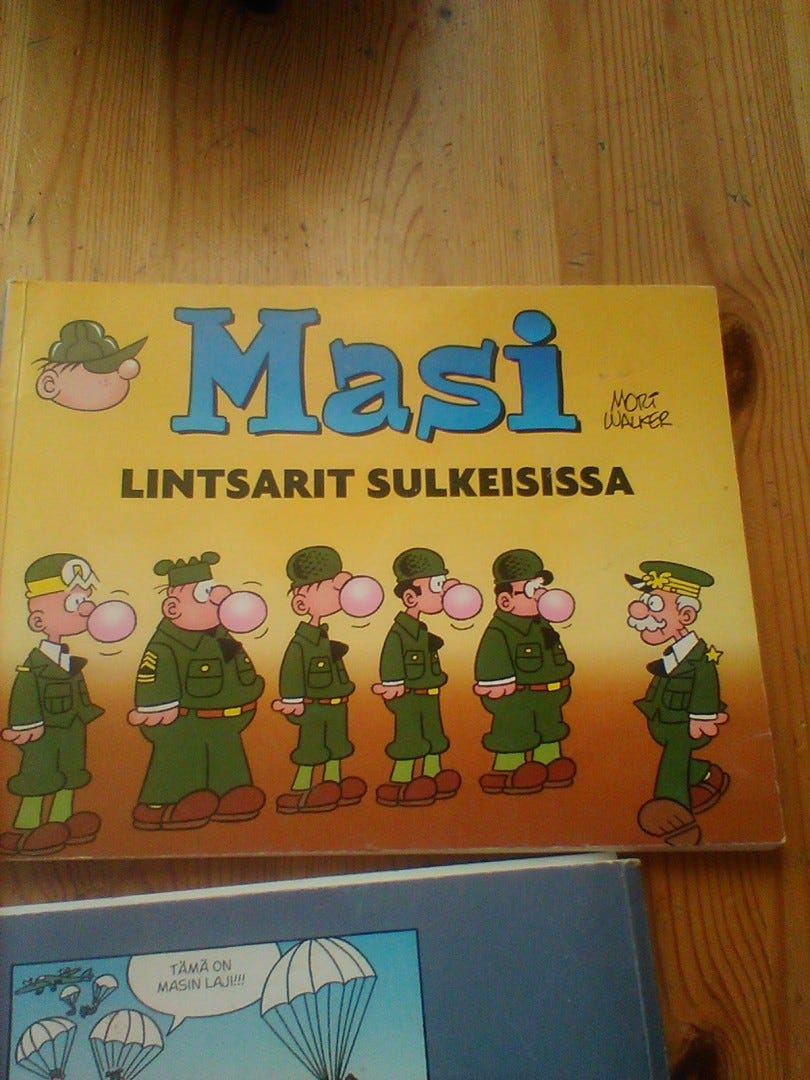 Masi
MORT
WALKER
LINTSARIT SULKEISISSA
TÄMÄ ON
MASIN LAJI!!!